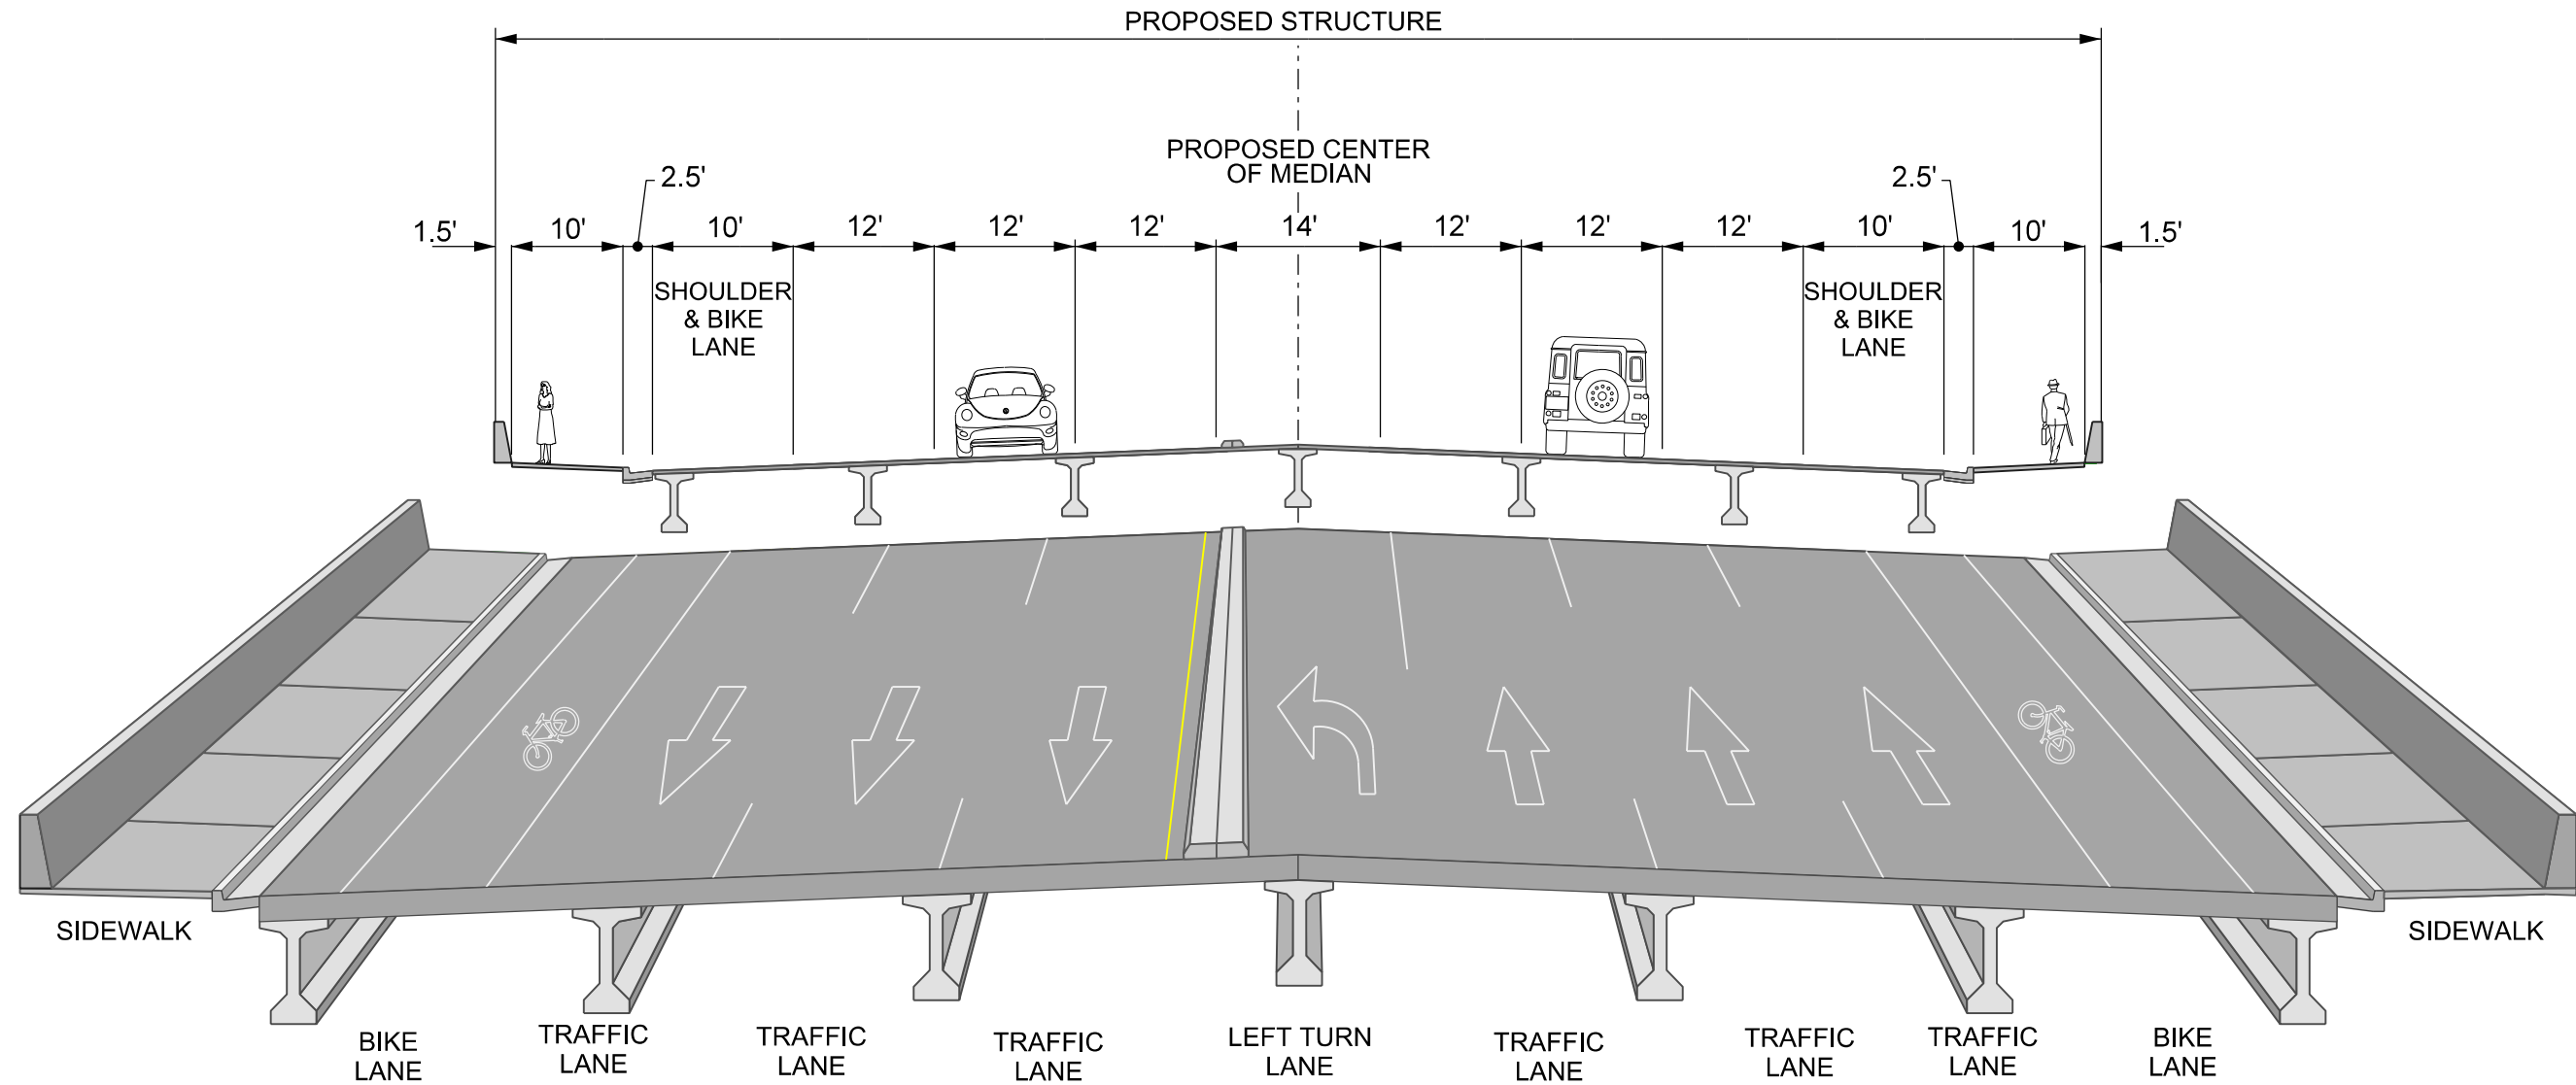 PROPOSED STRUCTURE
PROPOSED CENTER
OF MEDIAN
2.5'
2.5'
1.5'
10'
10'
12'
12'
12'
14'
12'
12'
12'
10'
10'
1.5'
SHOULDER
& BIKE
LANE
SHOULDER
& BIKE
LANE
SIDEWALK
SIDEWALK
BIKE
LANE
TRAFFIC
LANE
TRAFFIC
LANE
TRAFFIC
LANE
LEFT TURN
LANE
TRAFFIC
LANE
TRAFFIC
LANE
TRAFFIC
LANE
BIKE
LANE